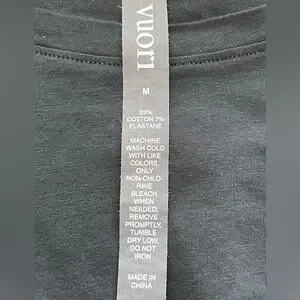 vuori
M
93%
COTTON 7%
ELASTANE
MACHINE
WASH COLD
WITH LIKE
COLORS,
ONLY
NON-CHLO-
RINE
BLEACH
WHEN
NEEDED,
REMOVE
PROMPTLY,
TUMBLE
DRY LOW,
DO NOT
IRON
MADE IN
CHINA